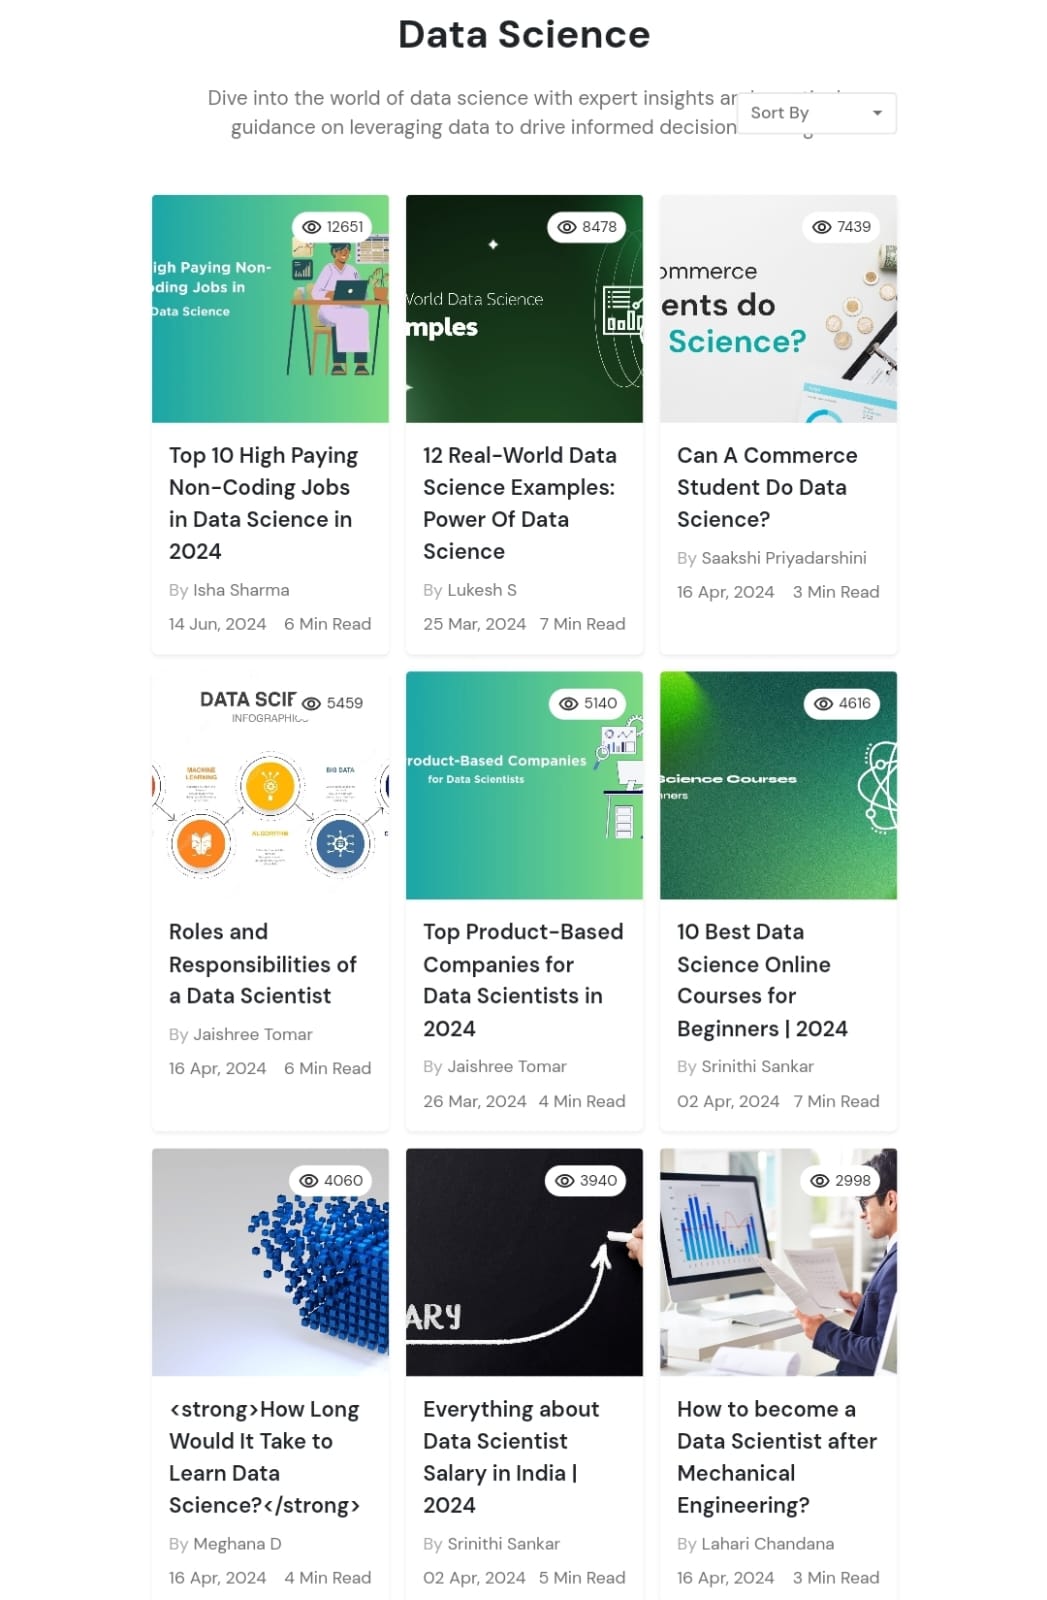 Data Science
Dive into the world of data science with expert insights
guidance on leveraging data to drive informed decision
Sort By
12651
igh Paying Non-
ding Jobs in
Data Science
8478
World Data Science
mples
7439
ommerce
ents do
Science?
Top 10 High Paying
Non-Coding Jobs
in Data Science in
2024
By Isha Sharma
14 Jun, 2024 6 Min Read
12 Real-World Data
Science Examples:
Power Of Data
Science
By Lukesh S
25 Mar, 2024 7 Min Read
Can A Commerce
Student Do Data
Science?
By Saakshi Priyadarshini
16 Apr, 2024 3 Min Read
DATA SCIE
INFOGRAPHIC
5459
MACHINE
LEARNING
BIG DATA
ALGORITHM
5140
roduct-Based Companies
for Data Scientists
4616
Science Courses
nners
Roles and
Responsibilities of
a Data Scientist
By Jaishree Tomar
16 Apr, 2024 6 Min Read
Top Product-Based
Companies for
Data Scientists in
2024
By Jaishree Tomar
26 Mar, 2024 4 Min Read
10 Best Data
Science Online
Courses for
Beginners | 2024
By Srinithi Sankar
02 Apr, 2024 7 Min Read
4060
3940
ARY
2998
<strong>How Long
Would It Take to
Learn Data
Science?</strong>
By Meghana D
16 Apr, 2024 4 Min Read
Everything about
Data Scientist
Salary in India |
2024
By Srinithi Sankar
02 Apr, 2024 5 Min Read
How to become a
Data Scientist after
Mechanical
Engineering?
By Lahari Chandana
16 Apr, 2024 3 Min Read